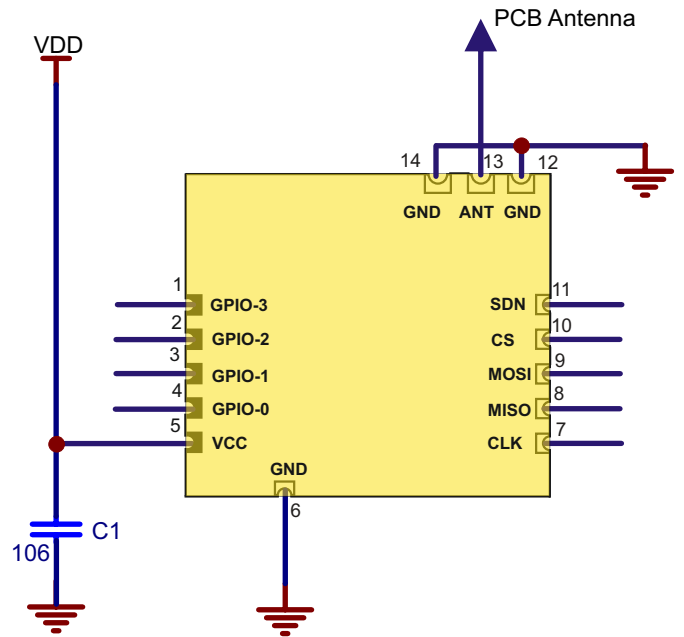 PCB Antenna
VDD
14 13 12
GND ANT GND
1 GPIO-3
2 GPIO-2
3 GPIO-1
4 GPIO-0
5 VCC
SDN 11
CS 10
MOSI 9
MISO 8
CLK 7
GND
6
C1
106